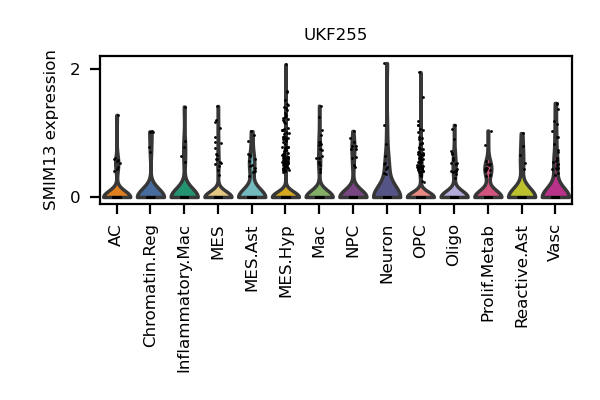 UKF255
SMIM13 expression
2
0
AC
Chromatin.Reg
Inflammatory.Mac
MES
MES.Ast
MES.Hyp
Mac
NPC
Neuron
OPC
Oligo
Prolif.Metab
Reactive.Ast
Vasc